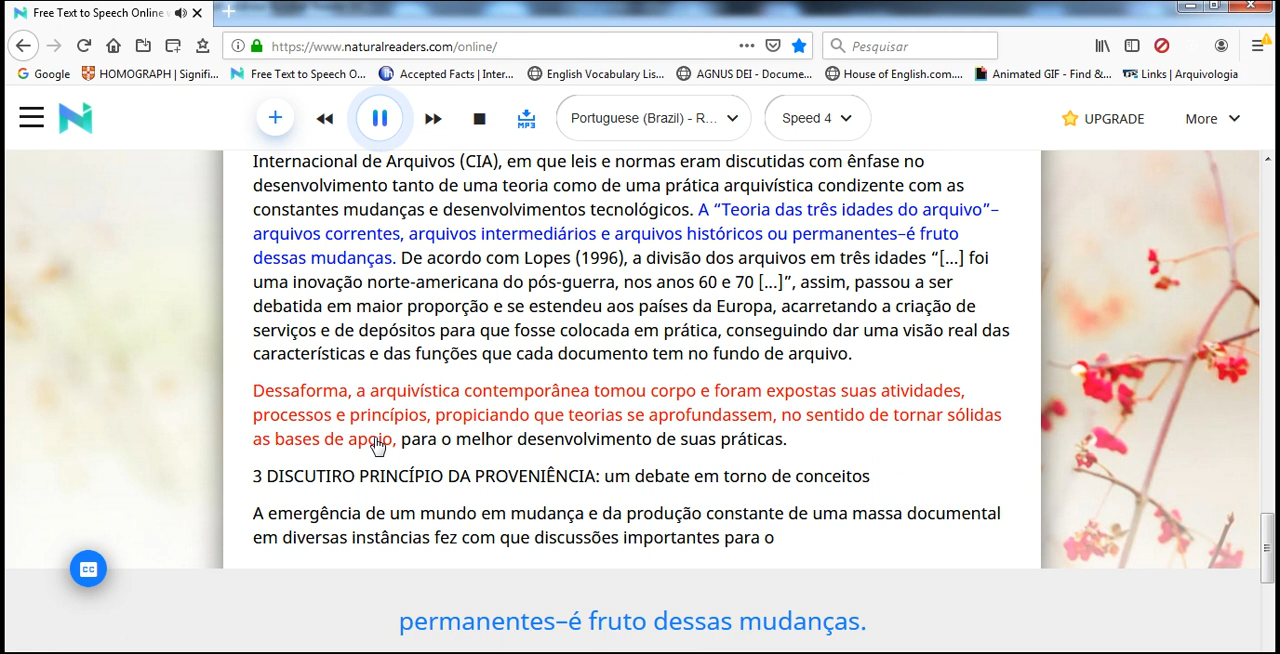 Free Text to Speech Online
https://www.naturalreaders.com/online/
Pesquisar
Google HOMOGRAPH | Signifi... Free Text to Speech O... Accepted Facts | Inter... English Vocabulary Lis... AGNUS DEI - Docume... House of English.com.... Animated GIF - Find &... Links | Arquivologia
MP3 Portuguese (Brazil) - R... Speed 4 UPGRADE More
Internacional de Arquivos (CIA), em que leis e normas eram discutidas com ênfase no
desenvolvimento tanto de uma teoria como de uma prática arquivística condizente com as
constantes mudanças e desenvolvimentos tecnológicos. A “Teoria das três idades do arquivo”–
arquivos correntes, arquivos intermediários e arquivos históricos ou permanentes–é fruto
dessas mudanças. De acordo com Lopes (1996), a divisão dos arquivos em três idades “[...] foi
uma inovação norte-americana do pós-guerra, nos anos 60 e 70 [...]”, assim, passou a ser
debatida em maior proporção e se estendeu aos países da Europa, acarretando a criação de
serviços e de depósitos para que fosse colocada em prática, conseguindo dar uma visão real das
características e das funções que cada documento tem no fundo de arquivo.
Dessaforma, a arquivística contemporânea tomou corpo e foram expostas suas atividades,
processos e princípios, propiciando que teorias se aprofundassem, no sentido de tornar sólidas
as bases de apoio, para o melhor desenvolvimento de suas práticas.
3 DISCUTIRO PRINCÍPIO DA PROVENIÊNCIA: um debate em torno de conceitos
A emergência de um mundo em mudança e da produção constante de uma massa documental
em diversas instâncias fez com que discussões importantes para o
CC
permanentes–é fruto dessas mudanças.